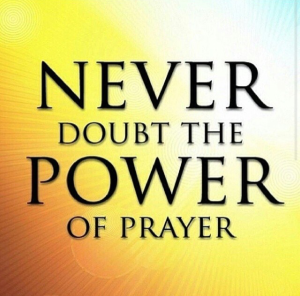 NEVER
DOUBT THE
POWER
OF PRAYER